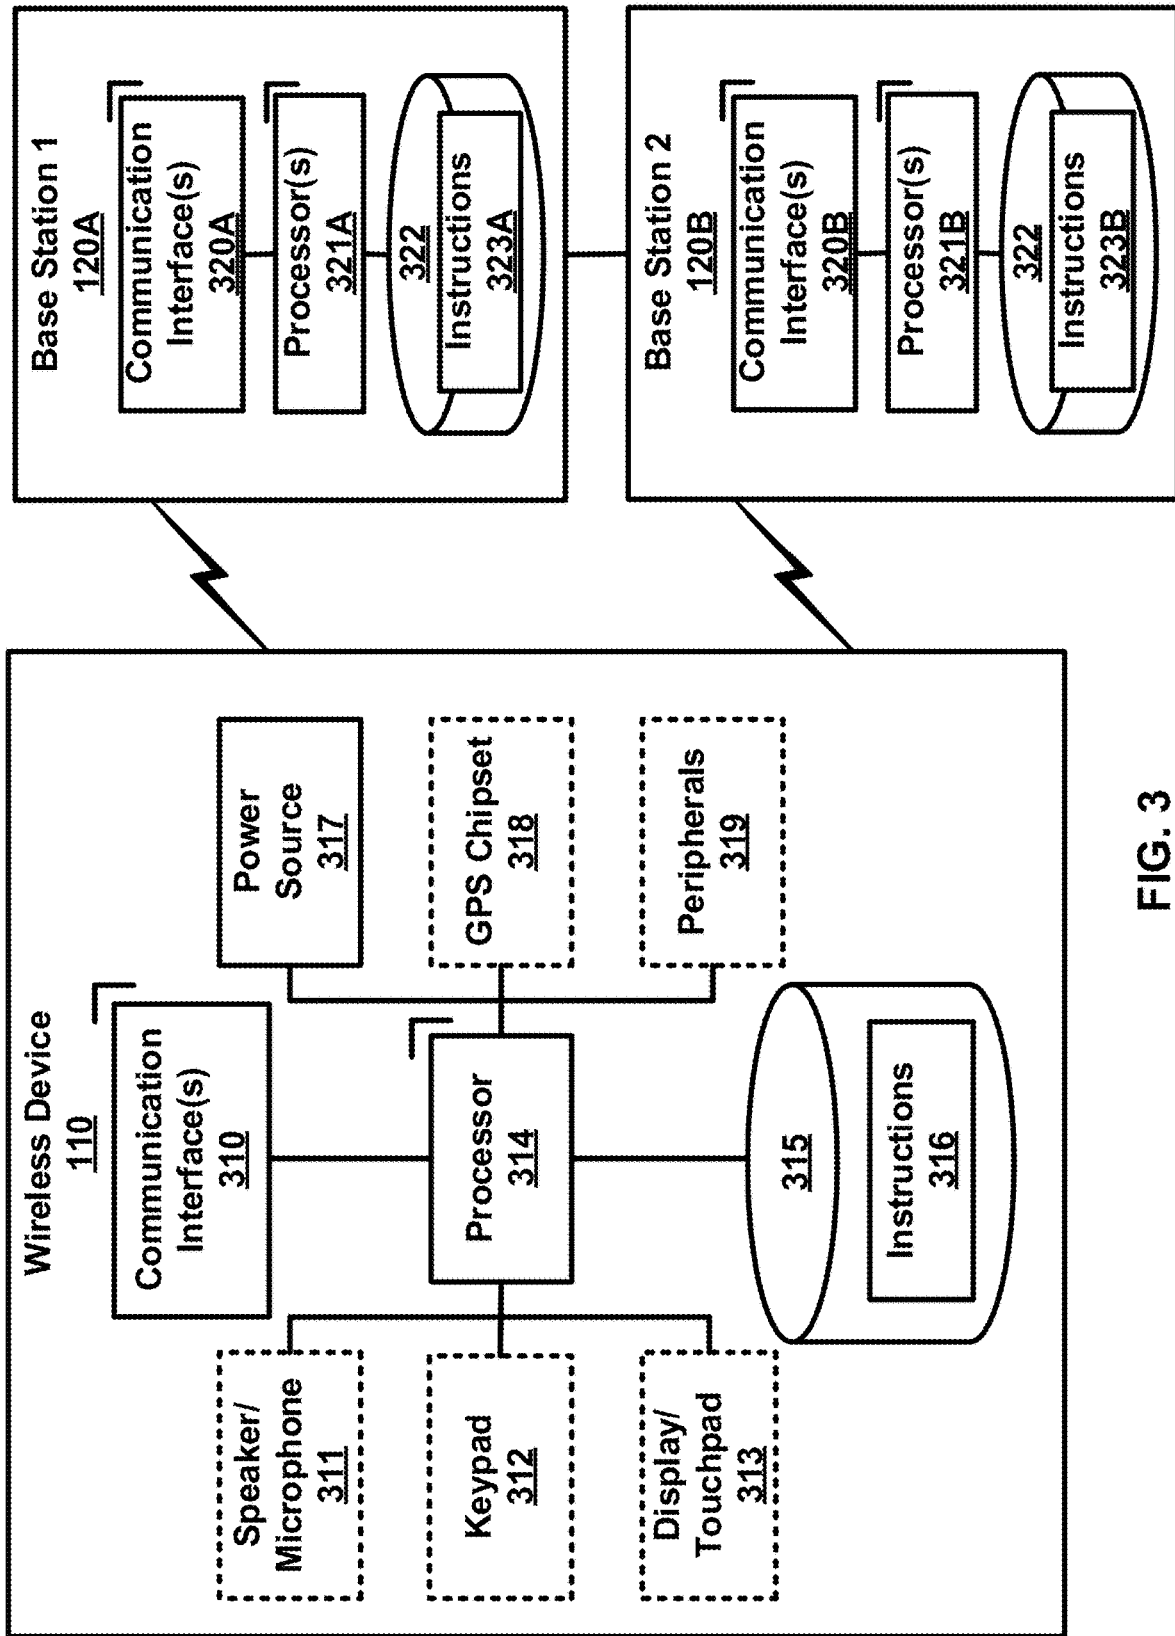 Wireless Device
110
Communication
Interface(s)
310
Speaker/
Microphone
311
Keypad
312
Display/
Touchpad
313
Processor
314
Power
Source
317
GPS Chipset
318
Peripherals
319
315
Instructions
316
Base Station 1
120A
Communication
Interface(s)
320A
Processor(s)
321A
322
Instructions
323A
Base Station 2
120B
Communication
Interface(s)
320B
Processor(s)
321B
322
Instructions
323B
FIG. 3